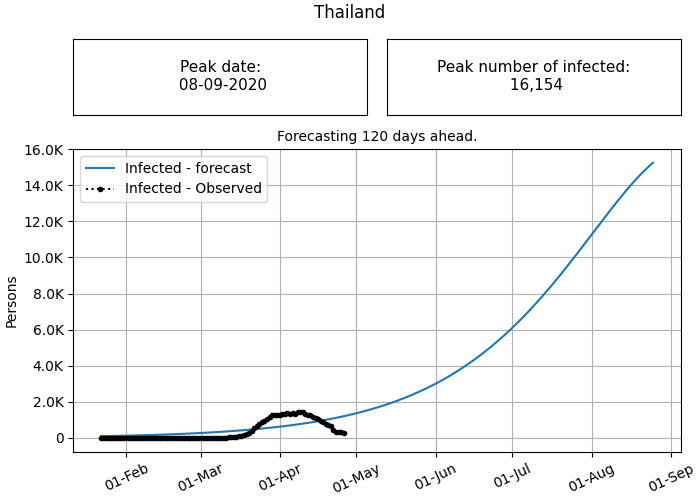 Thailand
Peak date:
08-09-2020
Peak number of infected:
16,154
Forecasting 120 days ahead.
Infected - forecast
Infected - Observed
Persons
16.0K
14.0K
12.0K
10.0K
8.0K
6.0K
4.0K
2.0K
0
01-Feb
01-Mar
01-Apr
01-May
01-Jun
01-Jul
01-Aug
01-Sep